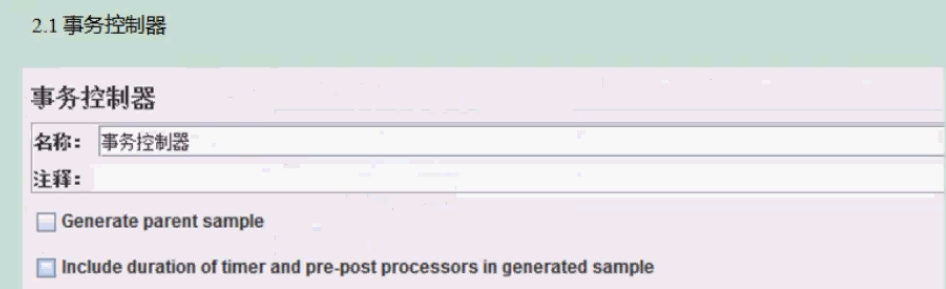 2.1 事务控制器
事务控制器
名称： 事务控制器
注释：
Generate parent sample
Include duration of timer and pre-post processors in generated sample